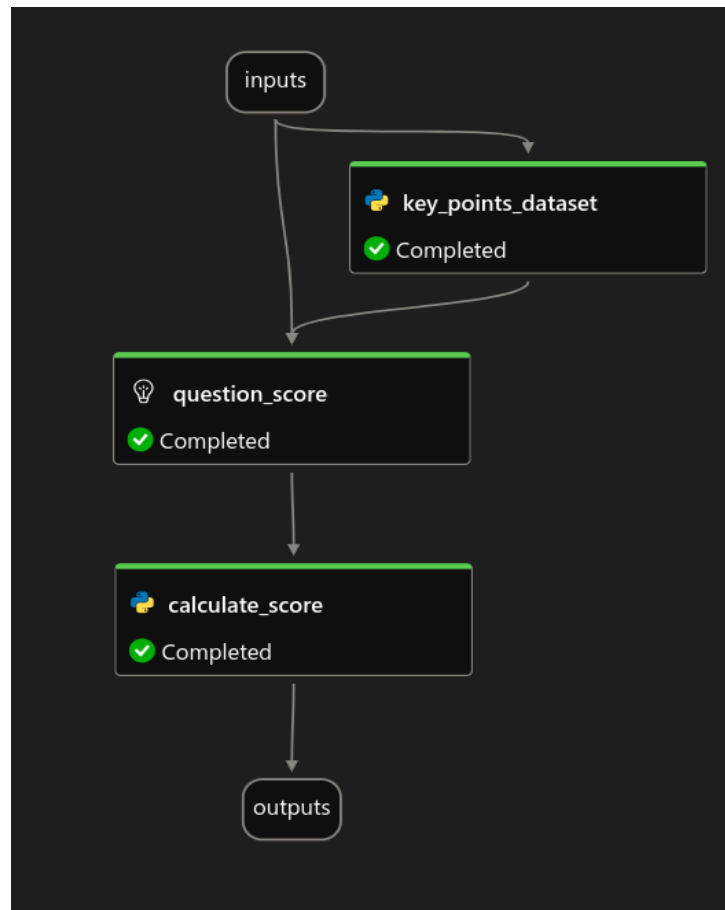 inputs
key_points_dataset
Completed
question_score
Completed
calculate_score
Completed
outputs